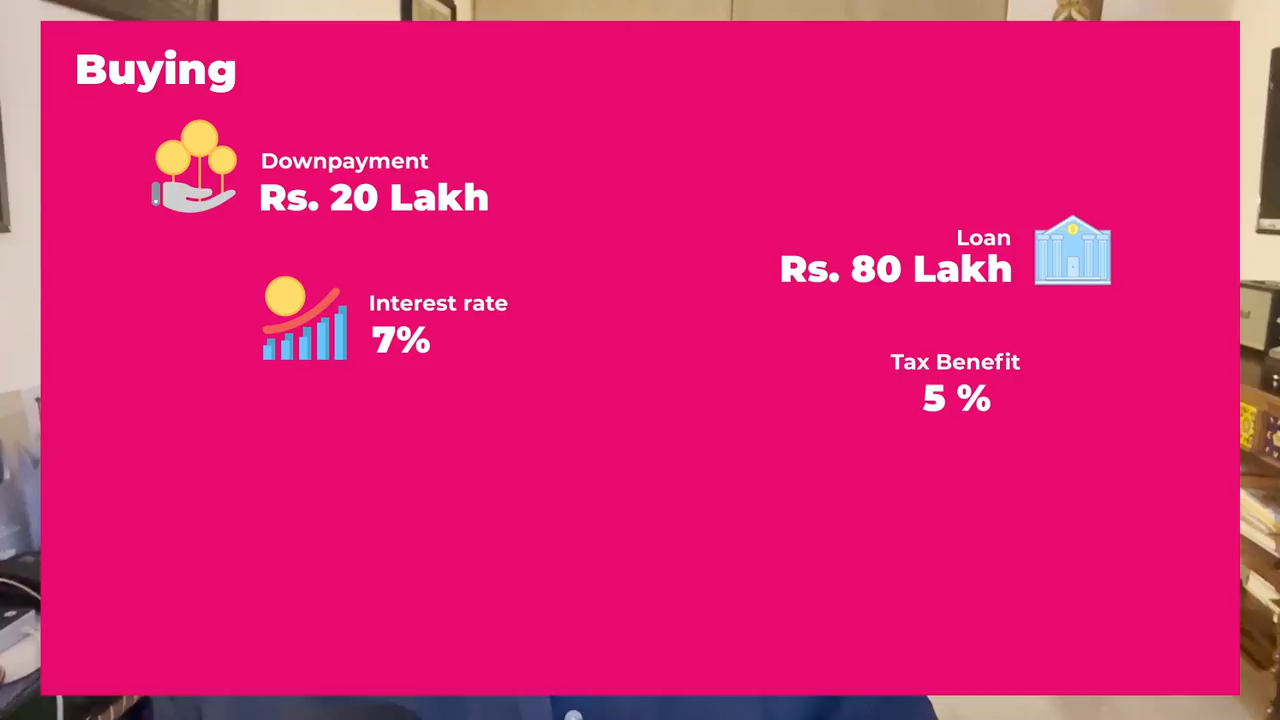 Buying
Downpayment
Rs. 20 Lakh
Loan
Rs. 80 Lakh
Interest rate
7%
Tax Benefit
5 %